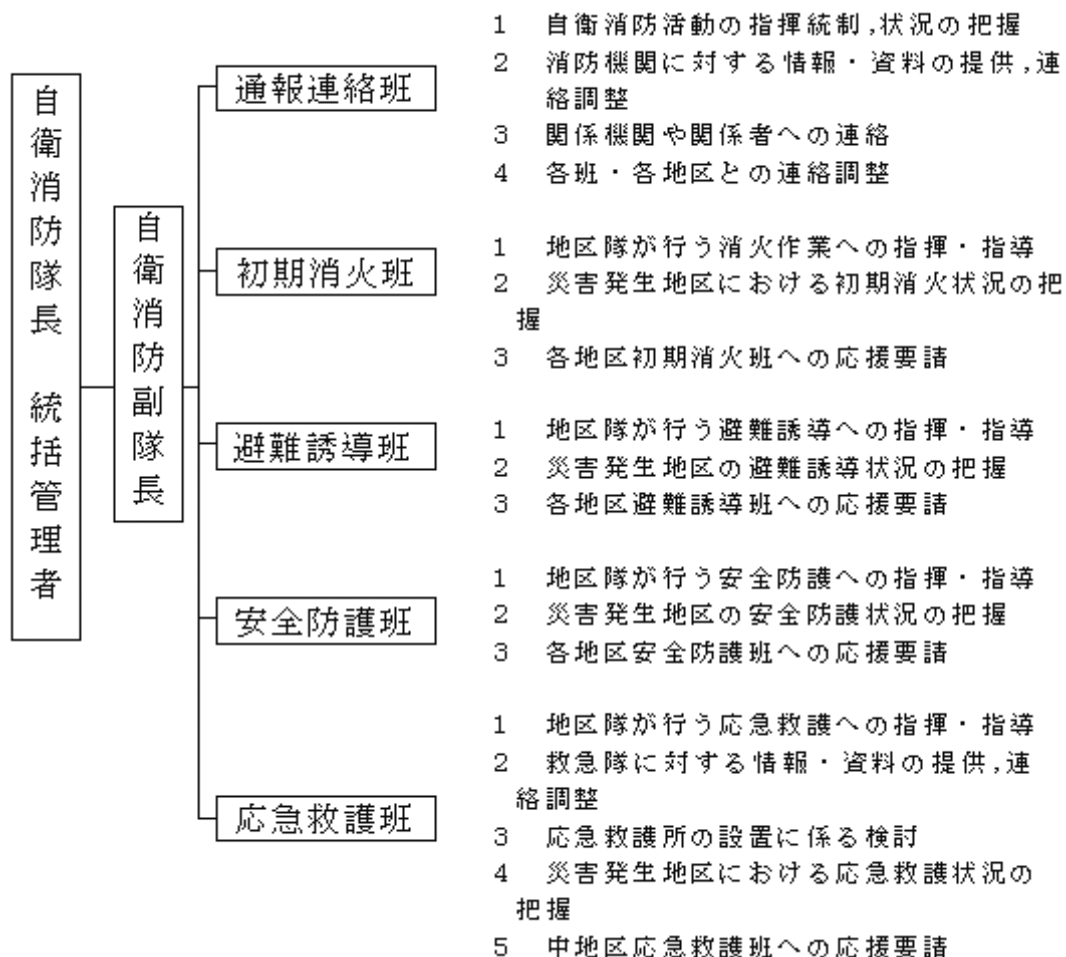 自衛消防隊長 統括管理者
自衛消防副隊長
通報連絡班
1 自衛消防活動の指揮統制,状況の把握
2 消防機関に対する情報・資料の提供,連
絡調整
3 関係機関や関係者への連絡
4 各班・各地区との連絡調整
初期消火班
1 地区隊が行う消火作業への指揮・指導
2 災害発生地区における初期消火状況の把
握
3 各地区初期消火班への応援要請
避難誘導班
1 地区隊が行う避難誘導への指揮・指導
2 災害発生地区の避難誘導状況の把握
3 各地区避難誘導班への応援要請
安全防護班
1 地区隊が行う安全防護への指揮・指導
2 災害発生地区の安全防護状況の把握
3 各地区安全防護班への応援要請
応急救護班
1 地区隊が行う応急救護への指揮・指導
2 救急隊に対する情報・資料の提供,連
絡調整
3 応急救護所の設置に係る検討
4 災害発生地区における応急救護状況の
把握
5 中地区応急救護班への応援要請